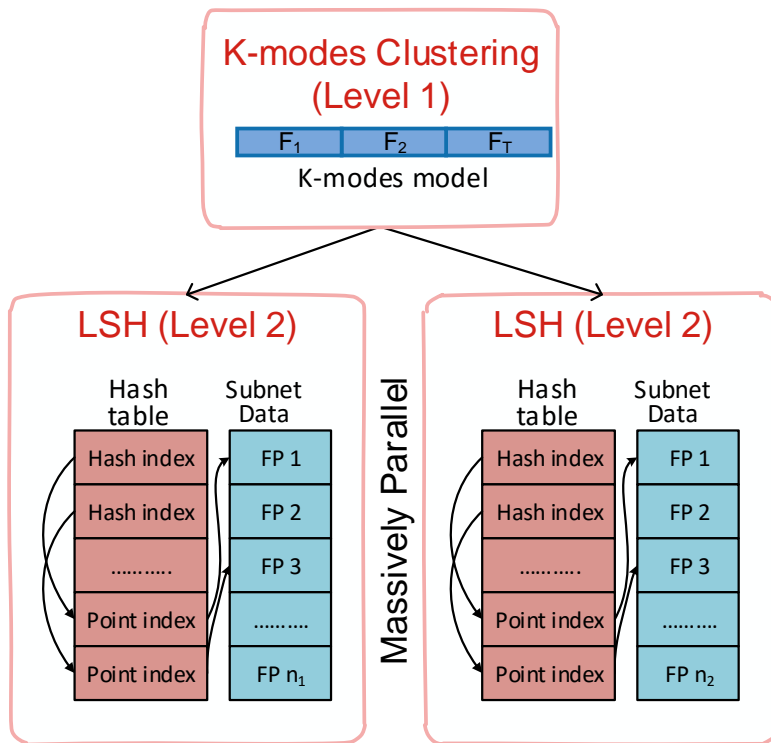 K-modes Clustering
(Level 1)
F₁ F₂ F_T
K-modes model
LSH (Level 2)
Hash
table
Subnet
Data
Hash index FP 1
Hash index FP 2
........... FP 3
Point index ..........
Point index FP n₁
Massively Parallel
LSH (Level 2)
Hash
table
Subnet
Data
Hash index FP 1
Hash index FP 2
........... FP 3
Point index ..........
Point index FP n₂